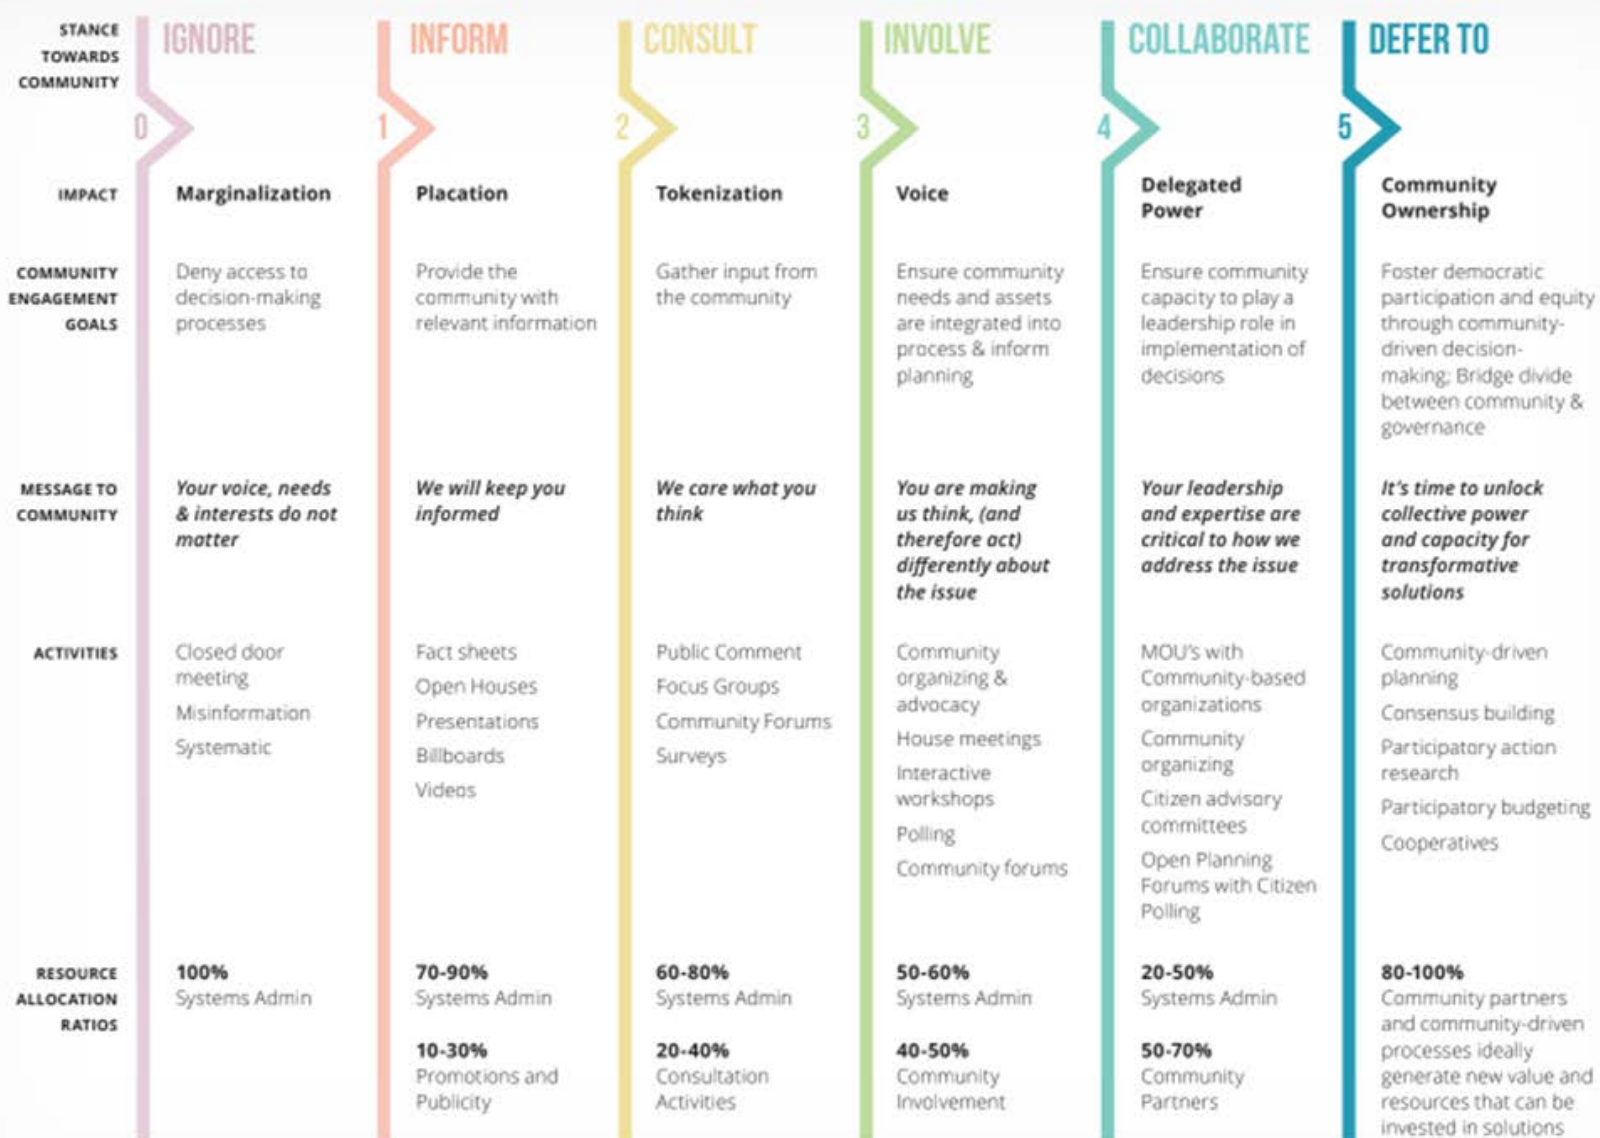 STANCE
TOWARDS
COMMUNITY
IGNORE
INFORM
CONSULT
INVOLVE
COLLABORATE
DEFER TO
0
1
2
3
4
5
IMPACT
Marginalization
Placation
Tokenization
Voice
Delegated
Power
Community
Ownership
COMMUNITY
ENGAGEMENT
GOALS
Deny access to
decision-making
processes
Provide the
community with
relevant information
Gather input from
the community
Ensure community
needs and assets
are integrated into
process & inform
planning
Ensure community
capacity to play a
leadership role in
implementation of
decisions
Foster democratic
participation and equity
through community-
driven decision-
making; Bridge divide
between community &
governance
MESSAGE TO
COMMUNITY
Your voice, needs
& interests do not
matter
We will keep you
informed
We care what you
think
You are making
us think, (and
therefore act)
differently about
the issue
Your leadership
and expertise are
critical to how we
address the issue
It's time to unlock
collective power
and capacity for
transformative
solutions
ACTIVITIES
Closed door
meeting
Misinformation
Systematic
Fact sheets
Open Houses
Presentations
Billboards
Videos
Public Comment
Focus Groups
Community Forums
Surveys
Community
organizing &
advocacy
House meetings
Interactive
workshops
Polling
Community forums
MOU's with
Community-based
organizations
Community
organizing
Citizen advisory
committees
Open Planning
Forums with Citizen
Polling
Community-driven
planning
Consensus building
Participatory action
research
Participatory budgeting
Cooperatives
RESOURCE
ALLOCATION
RATIOS
100%
Systems Admin
70-90%
Systems Admin
10-30%
Promotions and
Publicity
60-80%
Systems Admin
20-40%
Consultation
Activities
50-60%
Systems Admin
40-50%
Community
Involvement
20-50%
Systems Admin
50-70%
Community
Partners
80-100%
Community partners
and community-driven
processes ideally
generate new value and
resources that can be
invested in solutions